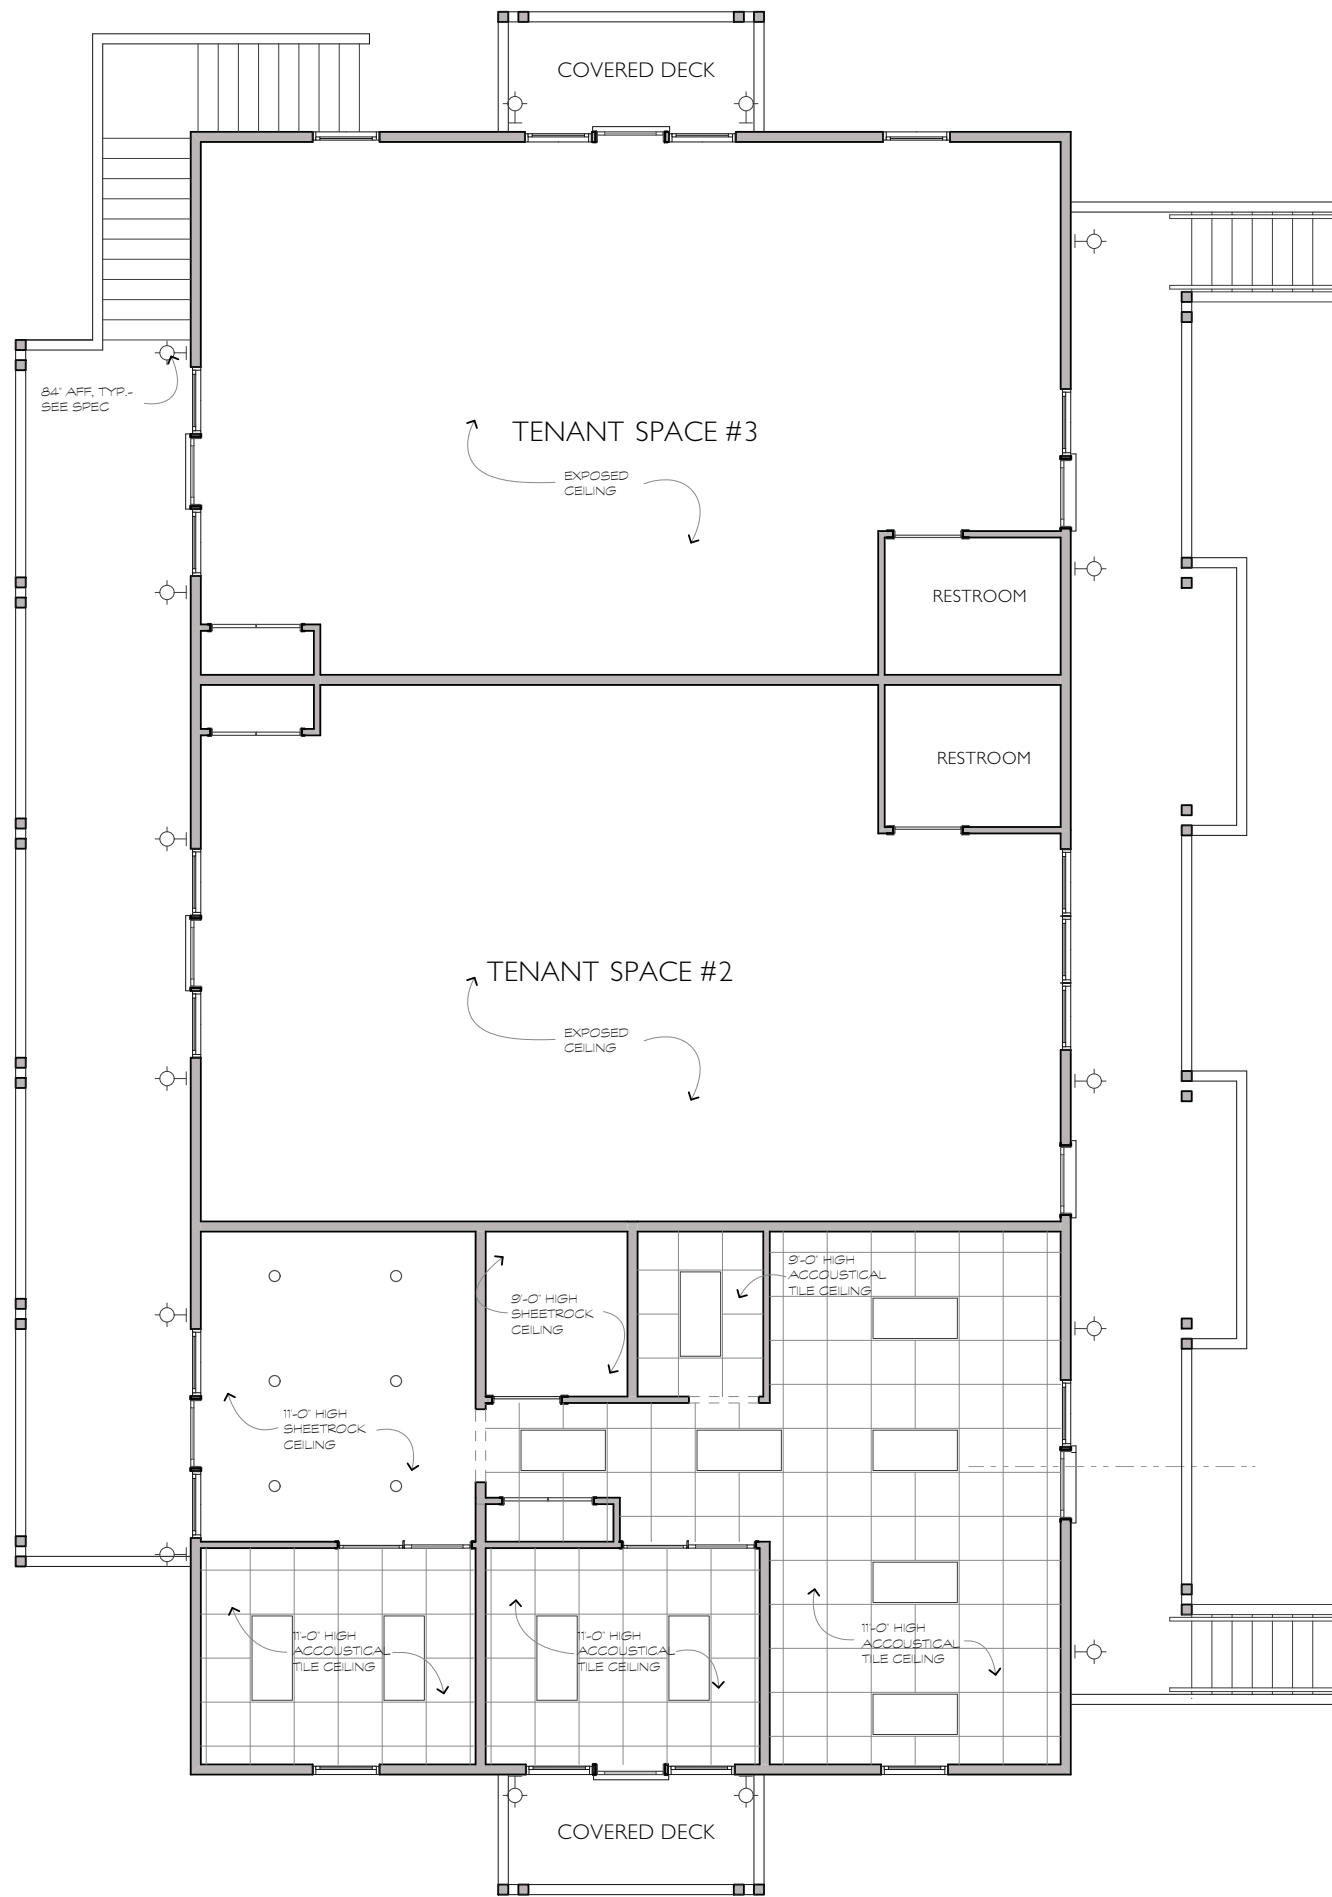 COVERED DECK
84" AFF, TYP.-
SEE SPEC
TENANT SPACE #3
EXPOSED
CEILING
RESTROOM
RESTROOM
TENANT SPACE #2
EXPOSED
CEILING
9'-0" HIGH
ACCOUSTICAL
TILE CEILING
9'-0" HIGH
SHEETROCK
CEILING
11'-0" HIGH
SHEETROCK
CEILING
11'-0" HIGH
ACCOUSTICAL
TILE CEILING
11'-0" HIGH
ACCOUSTICAL
TILE CEILING
11'-0" HIGH
ACCOUSTICAL
TILE CEILING
COVERED DECK